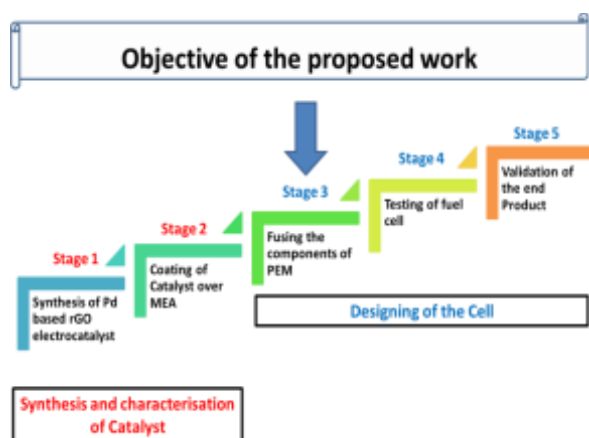 Objective of the proposed work
Stage 1
Synthesis of Pd
based rGO
electrocatalyst
Stage 2
Coating of
Catalyst over
MEA
Stage 3
Fusing the
components of
PEM
Stage 4
Testing of fuel
cell
Stage 5
Validation of
the end
Product
Designing of the Cell
Synthesis and characterisation
of Catalyst